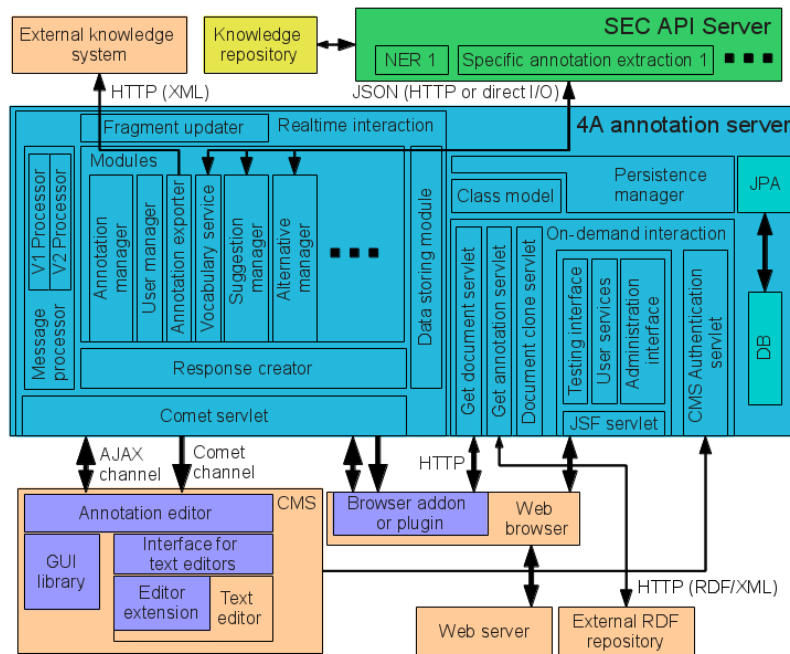 External knowledge
system
Knowledge
repository
SEC API Server
NER 1
Specific annotation extraction 1
HTTP (XML)
JSON (HTTP or direct I/O)
Fragment updater
Realtime interaction
4A annotation server
Modules
V1 Processor
V2 Processor
Message
processor
Annotation
manager
User manager
Annotation exporter
Vocabulary service
Suggestion
manager
Alternative
manager
Data storing module
Response creator
Comet servlet
Class model
Persistence
manager
JPA
DB
On-demand interaction
Get document servlet
Get annotation servlet
Document clone servlet
Testing interface
User services
Administration
interface
JSF servlet
CMS Authentication
servlet
AJAX
channel
Comet
channel
HTTP
CMS
Annotation editor
GUI
library
Interface for
text editors
Editor
extension
Text
editor
Browser addon
or plugin
Web
browser
HTTP (RDF/XML)
Web server
External RDF
repository